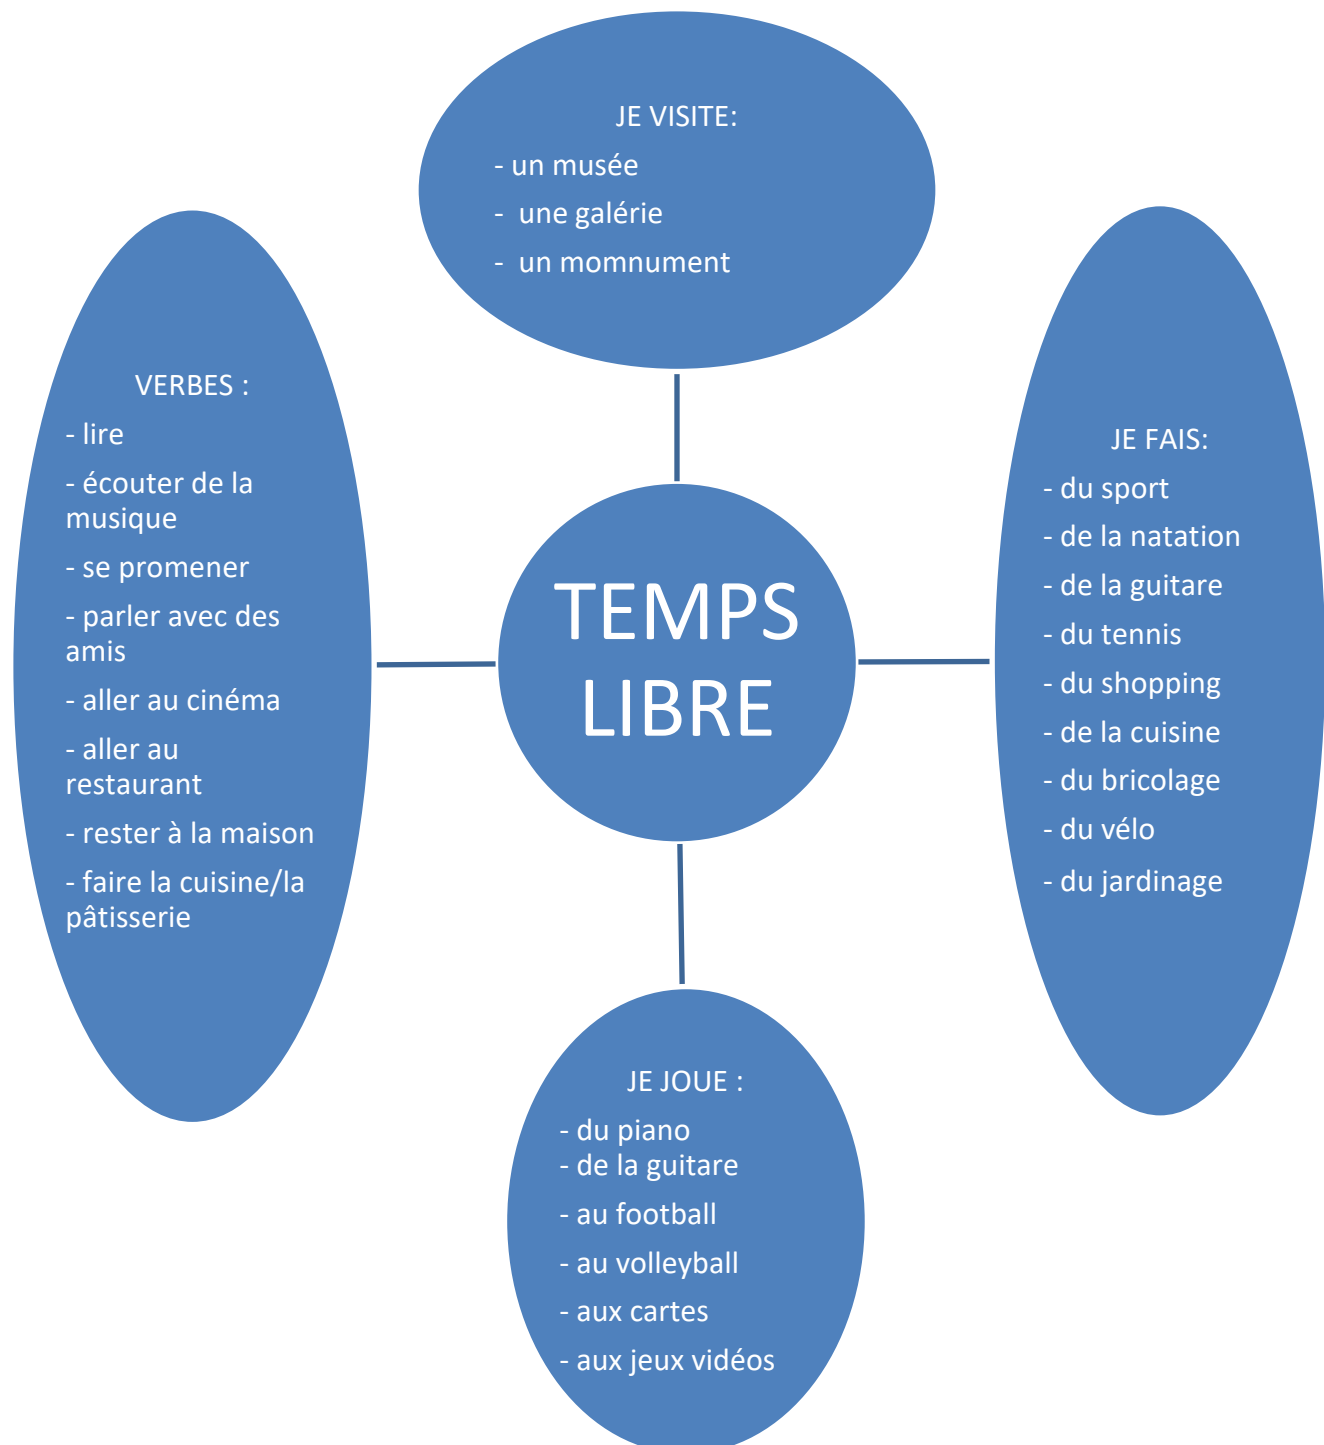 JE VISITE:
- un musée
- une galérie
- un momnument
VERBES :
- lire
- écouter de la
musique
- se promener
- parler avec des
amis
- aller au cinéma
- aller au
restaurant
- rester à la maison
- faire la cuisine/la
pâtisserie
TEMPS
LIBRE
JE FAIS:
- du sport
- de la natation
- de la guitare
- du tennis
- du shopping
- de la cuisine
- du bricolage
- du vélo
- du jardinage
JE JOUE :
- du piano
- de la guitare
- au football
- au volleyball
- aux cartes
- aux jeux vidéos